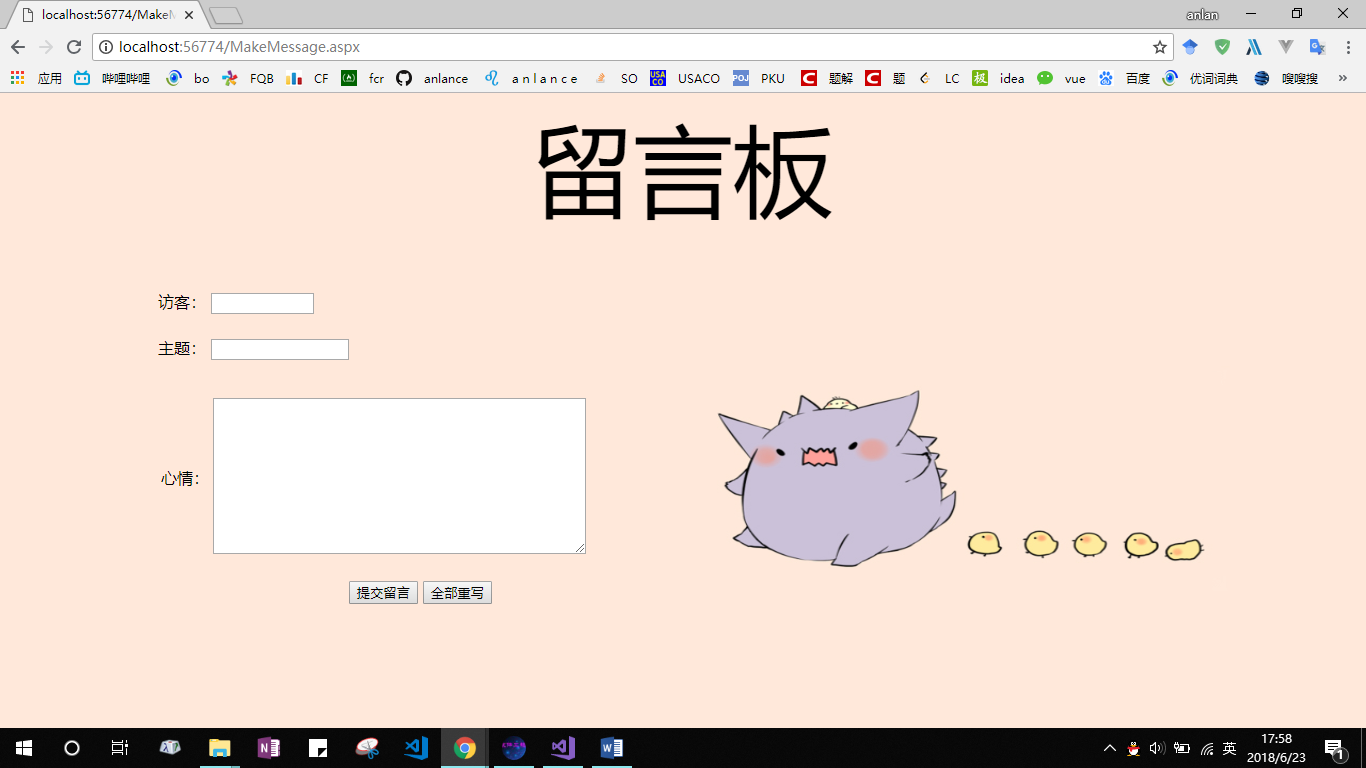 localhost:56774/MakeM
anlan
localhost:56774/MakeMessage.aspx
应用 哔哩哔哩 bo FQB CF fcr anlance a n l a n c e SO USACO PKU 题解 题 LC idea vue 百度 优词词典 嗖嗖搜 »
留言板
访客：
主题：
心情：
提交留言 全部重写
英
17:58
2018/6/23
1